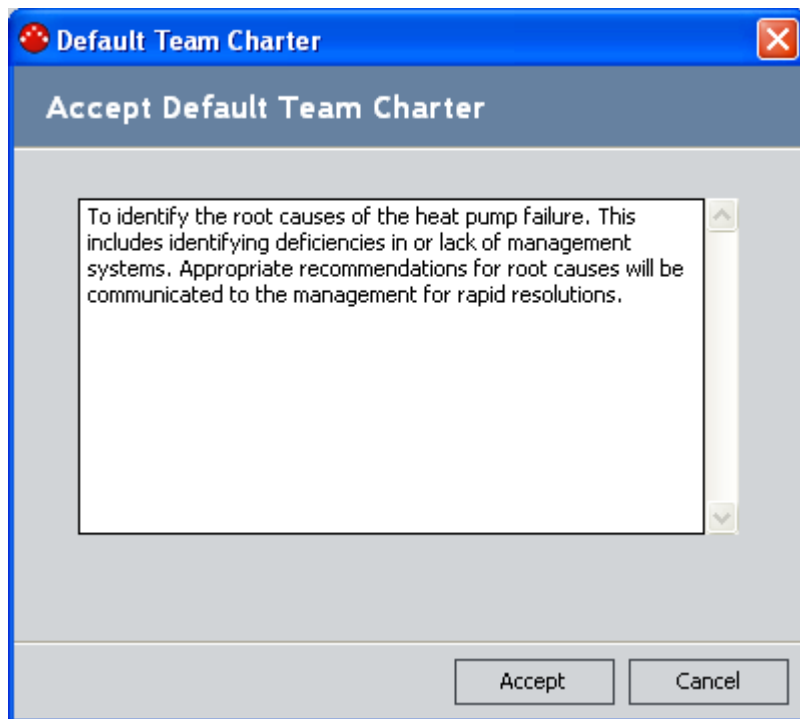 Default Team Charter
Accept Default Team Charter
To identify the root causes of the heat pump failure. This
includes identifying deficiencies in or lack of management
systems. Appropriate recommendations for root causes will be
communicated to the management for rapid resolutions.
Accept
Cancel